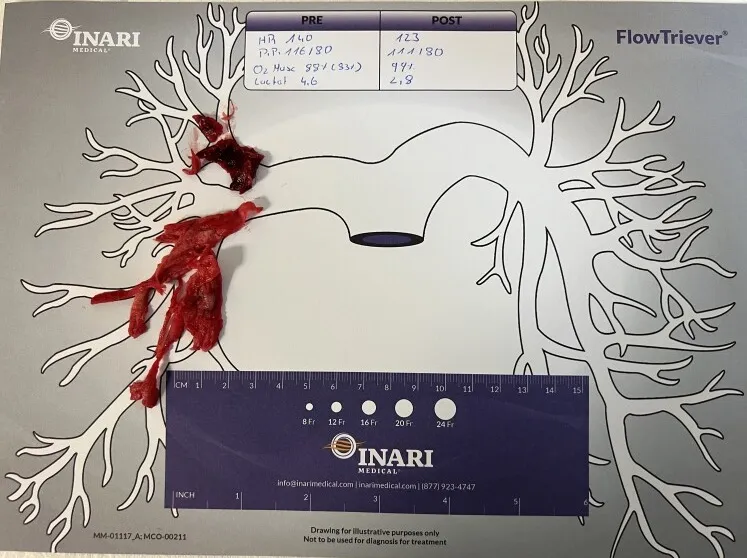 INARI
MEDICAL®
FlowTriever®
PRE POST
HR 140 123
P.P. 116/80 111/80
O2 Masc 88% (33%) 99%
Lactat 4,6 2,8
CM 1 2 3 4 5 6 7 8 9 10 11 12 13 14 15
8 Fr 12 Fr 16 Fr 20 Fr 24 Fr
INARI
MEDICAL®
info@inarimedical.com | inarimedical.com | (877) 923-4747
INCH 1 2 3 4 5 6
MM-01117_A; MCO-00211
Drawing for illustrative purposes only
Not to be used for diagnosis for treatment